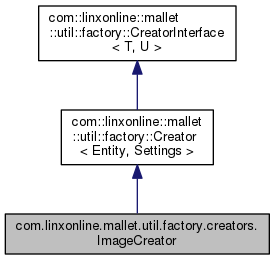 com::linxonline::mallet
::util::factory::CreatorInterface
< T, U >
com::linxonline::mallet
::util::factory::Creator
< Entity, Settings >
com.linxonline.mallet.util.factory.creators.
ImageCreator